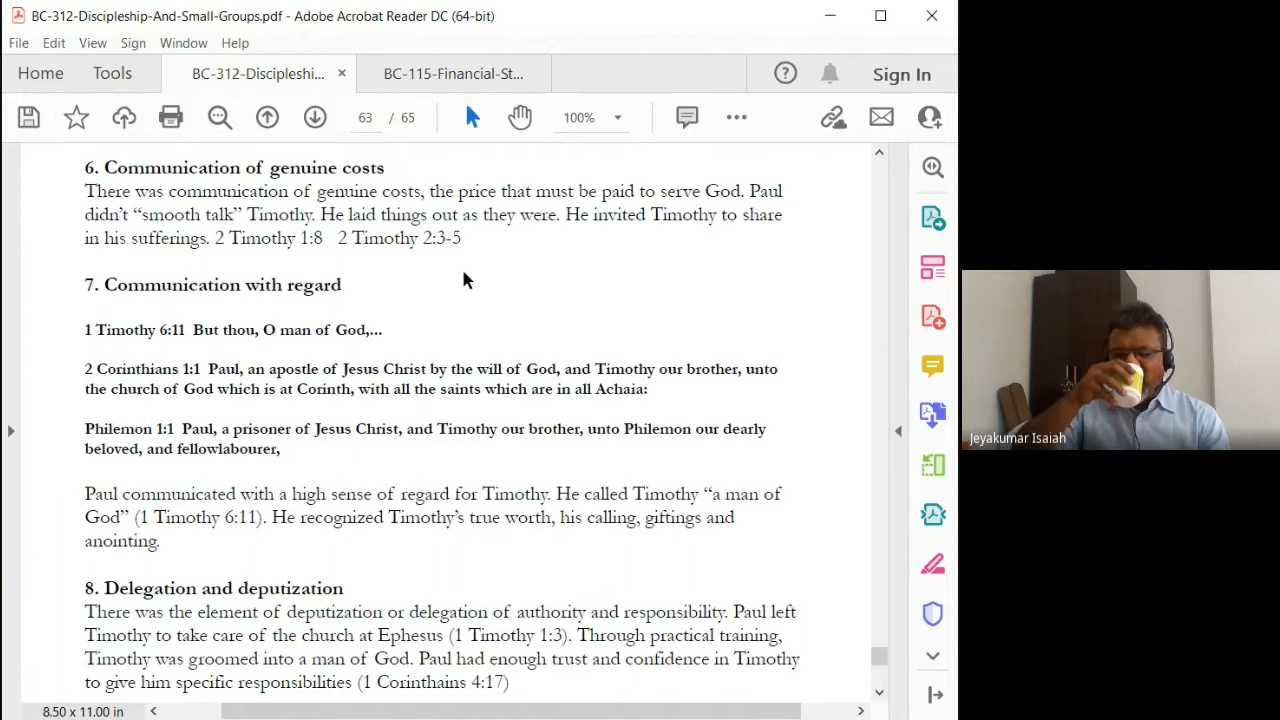 BC-312-Discipleship-And-Small-Groups.pdf - Adobe Acrobat Reader DC (64-bit)
File Edit View Sign Window Help
Home Tools BC-312-Discipleshi... × BC-115-Financial-St... Sign In
63 / 65 100%
6. Communication of genuine costs
There was communication of genuine costs, the price that must be paid to serve God. Paul
didn’t “smooth talk” Timothy. He laid things out as they were. He invited Timothy to share
in his sufferings. 2 Timothy 1:8 2 Timothy 2:3-5
7. Communication with regard
1 Timothy 6:11 But thou, O man of God,...
2 Corinthians 1:1 Paul, an apostle of Jesus Christ by the will of God, and Timothy our brother, unto
the church of God which is at Corinth, with all the saints which are in all Achaia:
Philemon 1:1 Paul, a prisoner of Jesus Christ, and Timothy our brother, unto Philemon our dearly
beloved, and fellowlabourer,
Paul communicated with a high sense of regard for Timothy. He called Timothy “a man of
God” (1 Timothy 6:11). He recognized Timothy’s true worth, his calling, giftings and
anointing.
8. Delegation and deputization
There was the element of deputization or delegation of authority and responsibility. Paul left
Timothy to take care of the church at Ephesus (1 Timothy 1:3). Through practical training,
Timothy was groomed into a man of God. Paul had enough trust and confidence in Timothy
to give him specific responsibilities (1 Corinthains 4:17)
8.50 x 11.00 in
Jeyakumar Isaiah